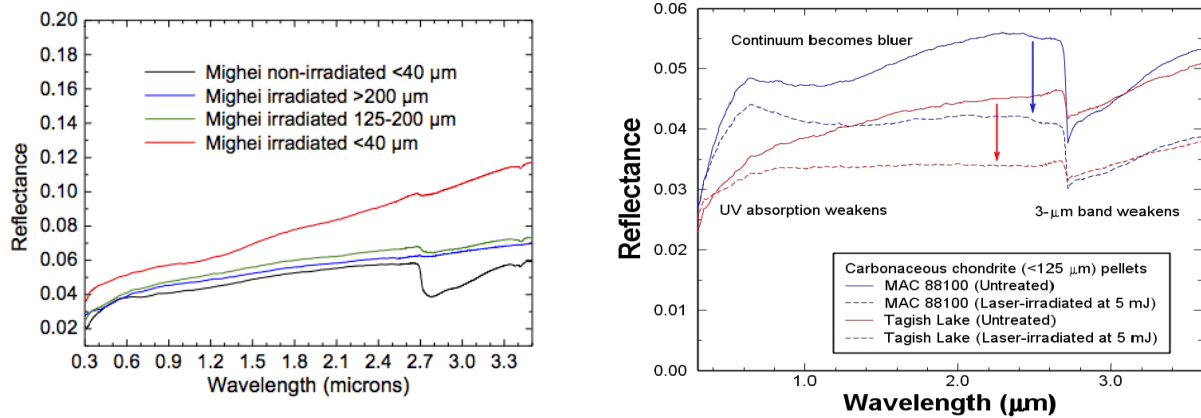 0.20
0.18
0.16
0.14
0.12
0.10
0.08
0.06
0.04
0.02
Reflectance
Mighei non-irradiated <40 µm
Mighei irradiated >200 µm
Mighei irradiated 125-200 µm
Mighei irradiated <40 µm
0.3 0.6 0.9 1.2 1.5 1.8 2.1 2.4 2.7 3.0 3.3
Wavelength (microns)
0.06
0.05
0.04
0.03
0.02
0.01
0.00
Reflectance
Continuum becomes bluer
UV absorption weakens
3-µm band weakens
Carbonaceous chondrite (<125 µm) pellets
MAC 88100 (Untreated)
MAC 88100 (Laser-irradiated at 5 mJ)
Tagish Lake (Untreated)
Tagish Lake (Laser-irradiated at 5 mJ)
1.0 2.0 3.0
Wavelength (µm)